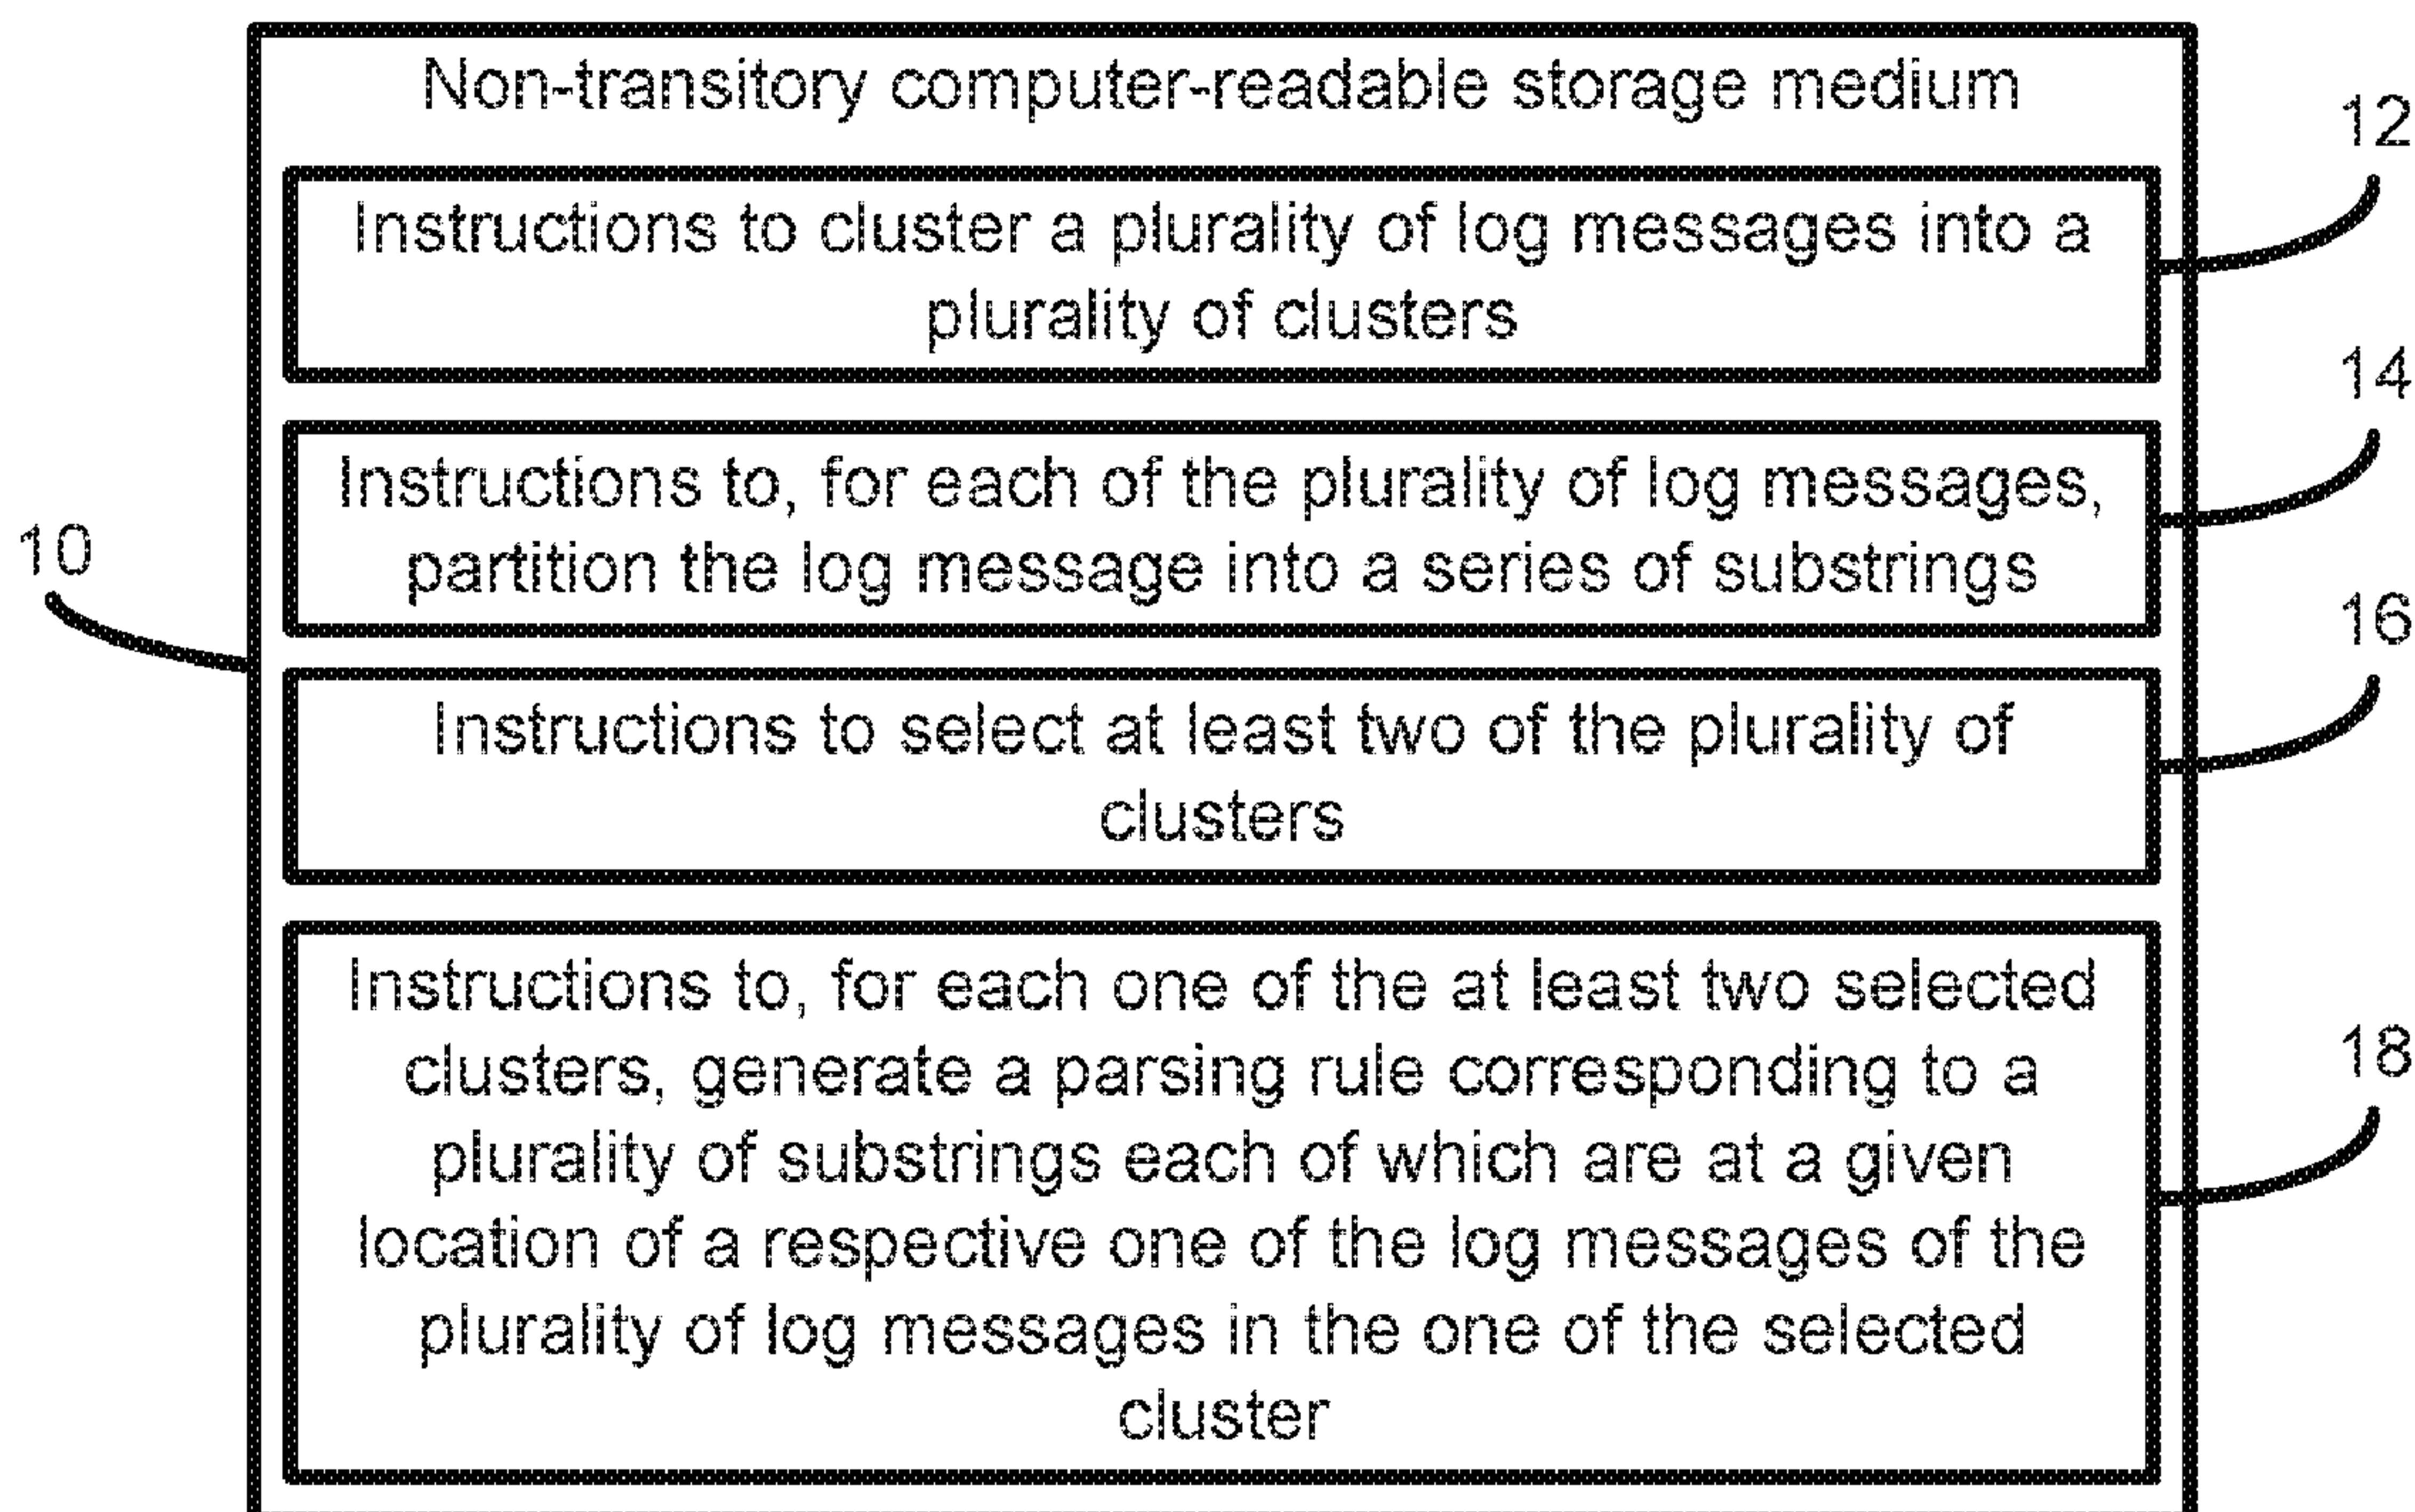 Non-transitory computer-readable storage medium
12
Instructions to cluster a plurality of log messages into a
plurality of clusters
14
Instructions to, for each of the plurality of log messages,
partition the log message into a series of substrings
10
16
Instructions to select at least two of the plurality of
clusters
Instructions to, for each one of the at least two selected
clusters, generate a parsing rule corresponding to a
18
plurality of substrings each of which are at a given
location of a respective one of the log messages of the
plurality of log messages in the one of the selected
cluster